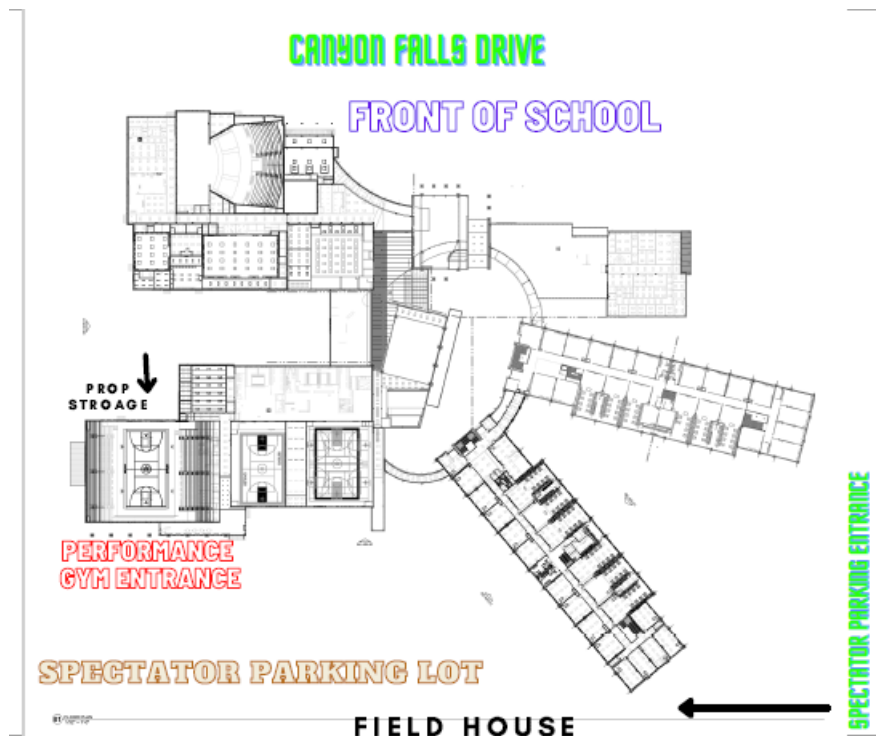 CANYON FALLS DRIVE
FRONT OF SCHOOL
PROP
STROAGE
PERFORMANCE
GYM ENTRANCE
SPECTATOR PARKING LOT
SPECTATOR PARKING ENTRANCE
FIELD HOUSE